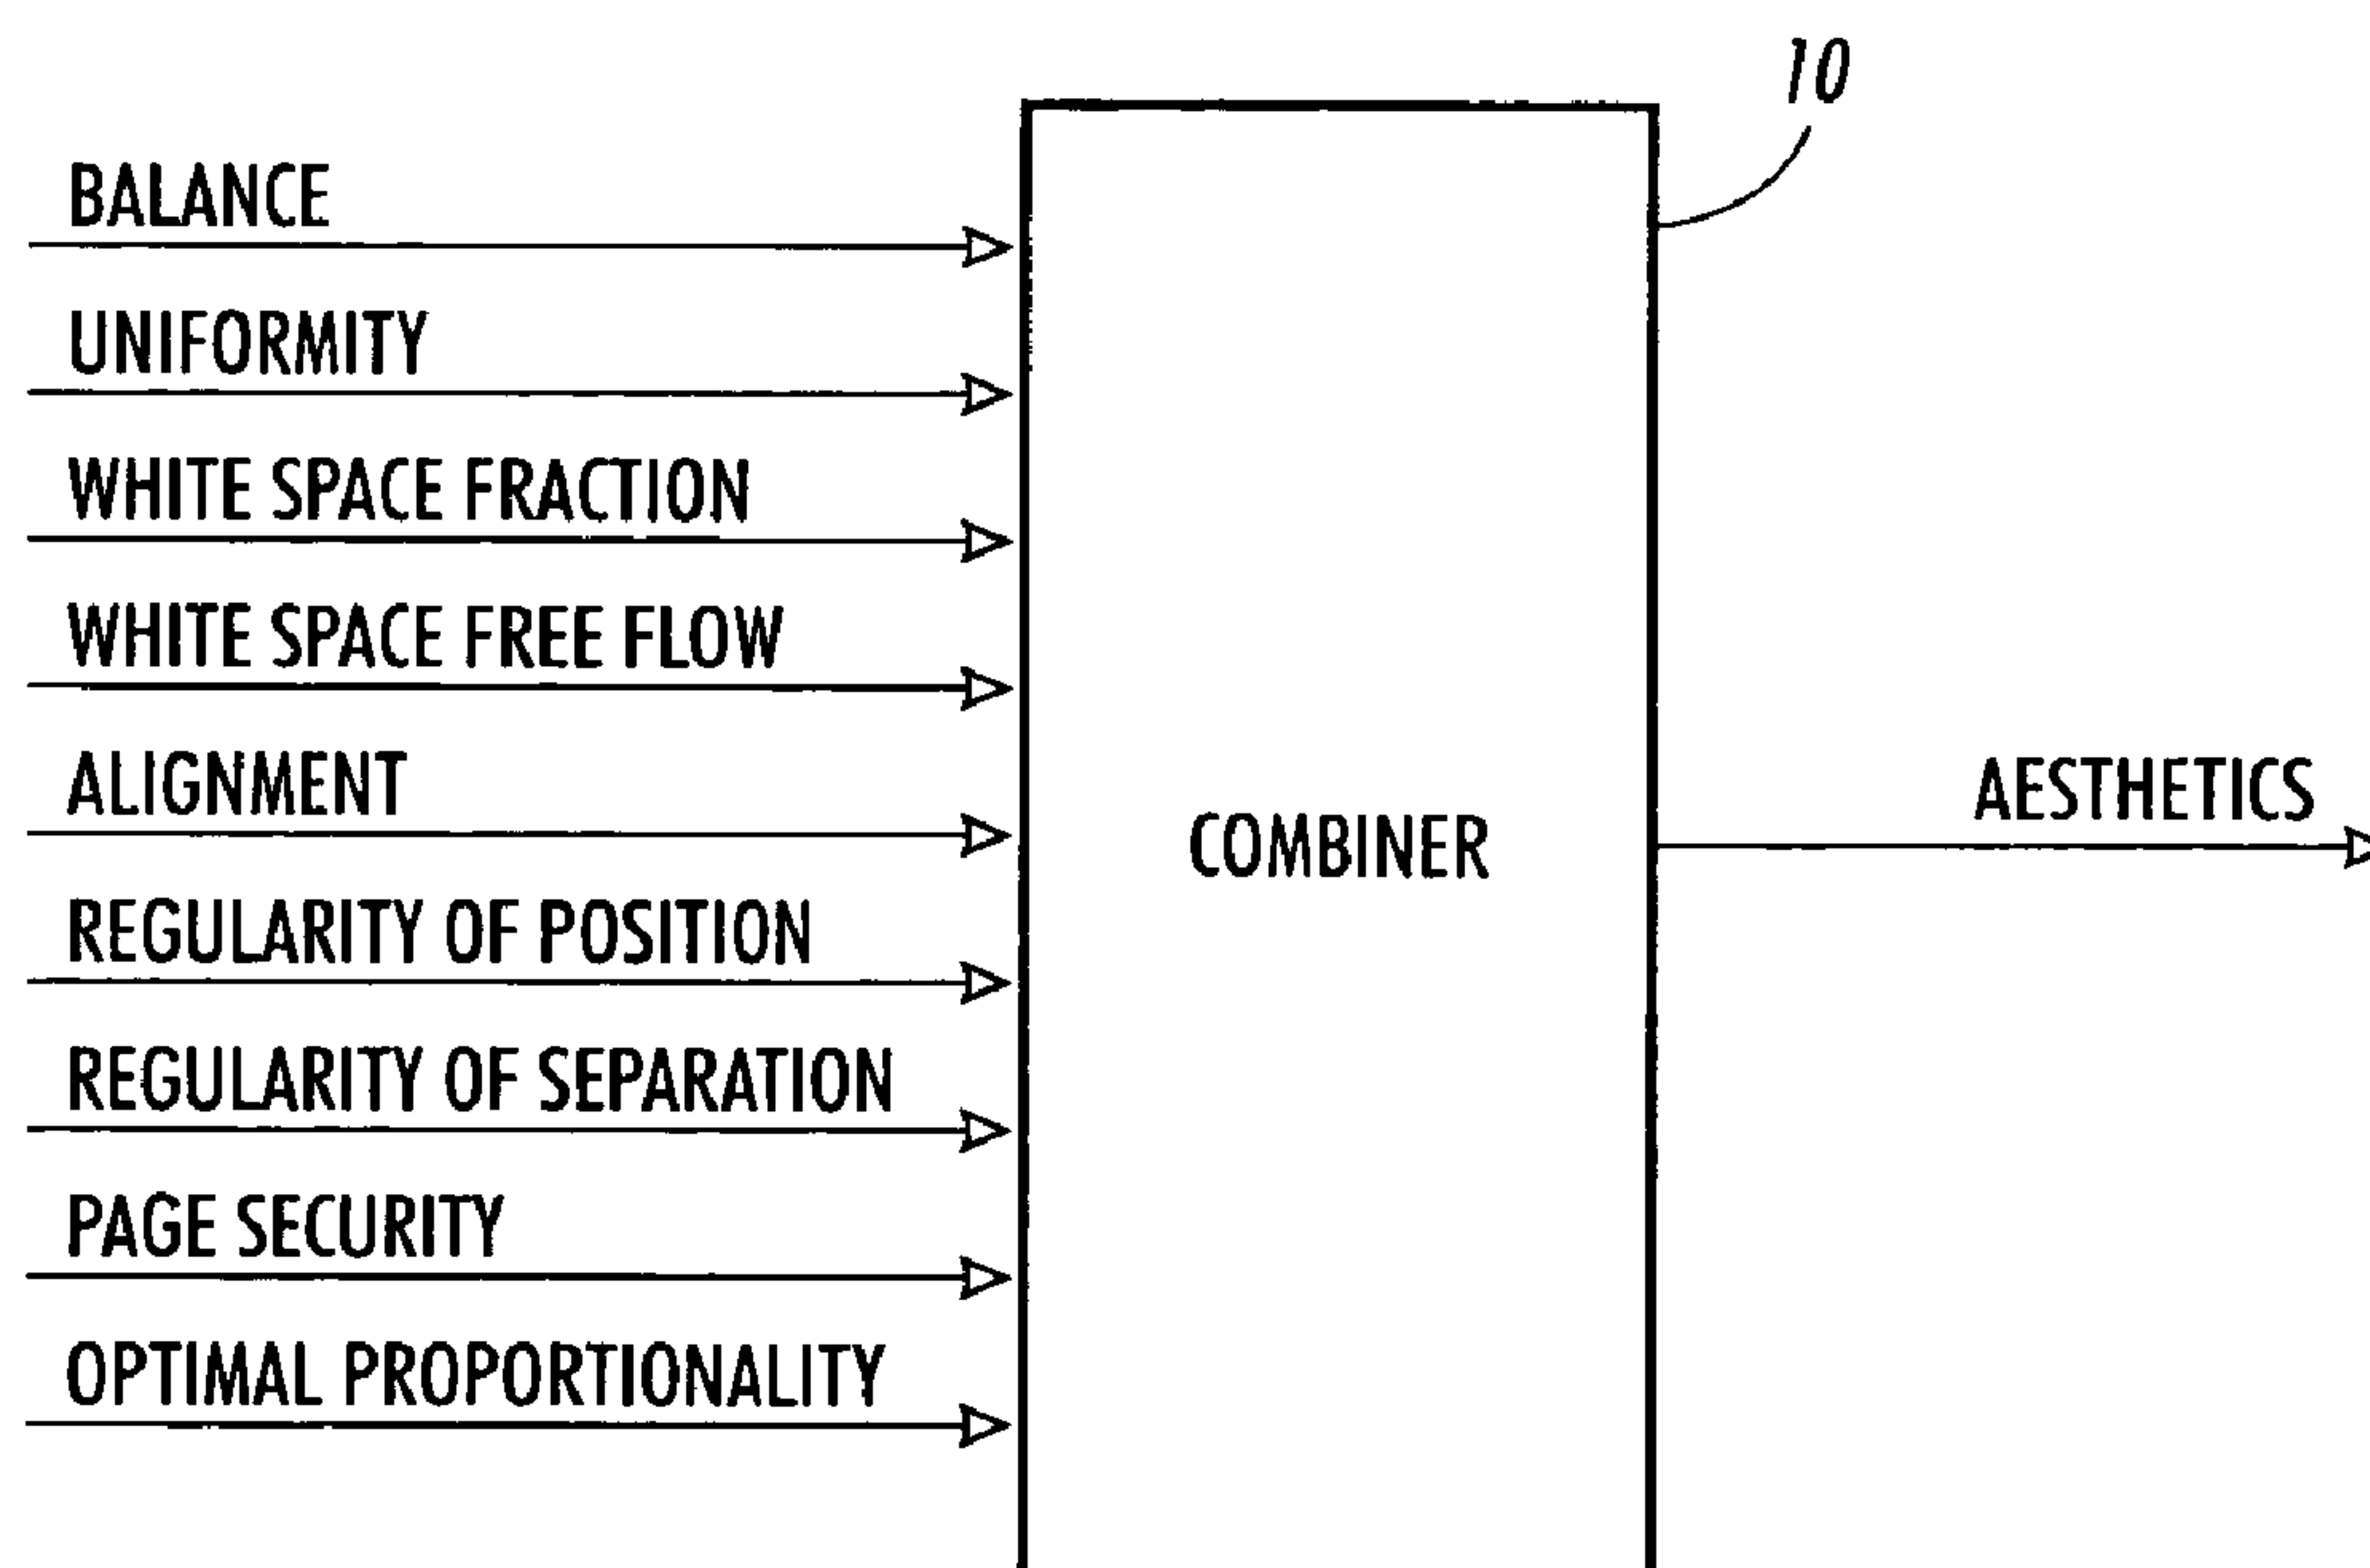 10
BALANCE
UNIFORMITY
WHITE SPACE FRACTION
WHITE SPACE FREE FLOW
ALIGNMENT
REGULARITY OF POSITION
REGULARITY OF SEPARATION
PAGE SECURITY
OPTIMAL PROPORTIONALITY
COMBINER
AESTHETICS